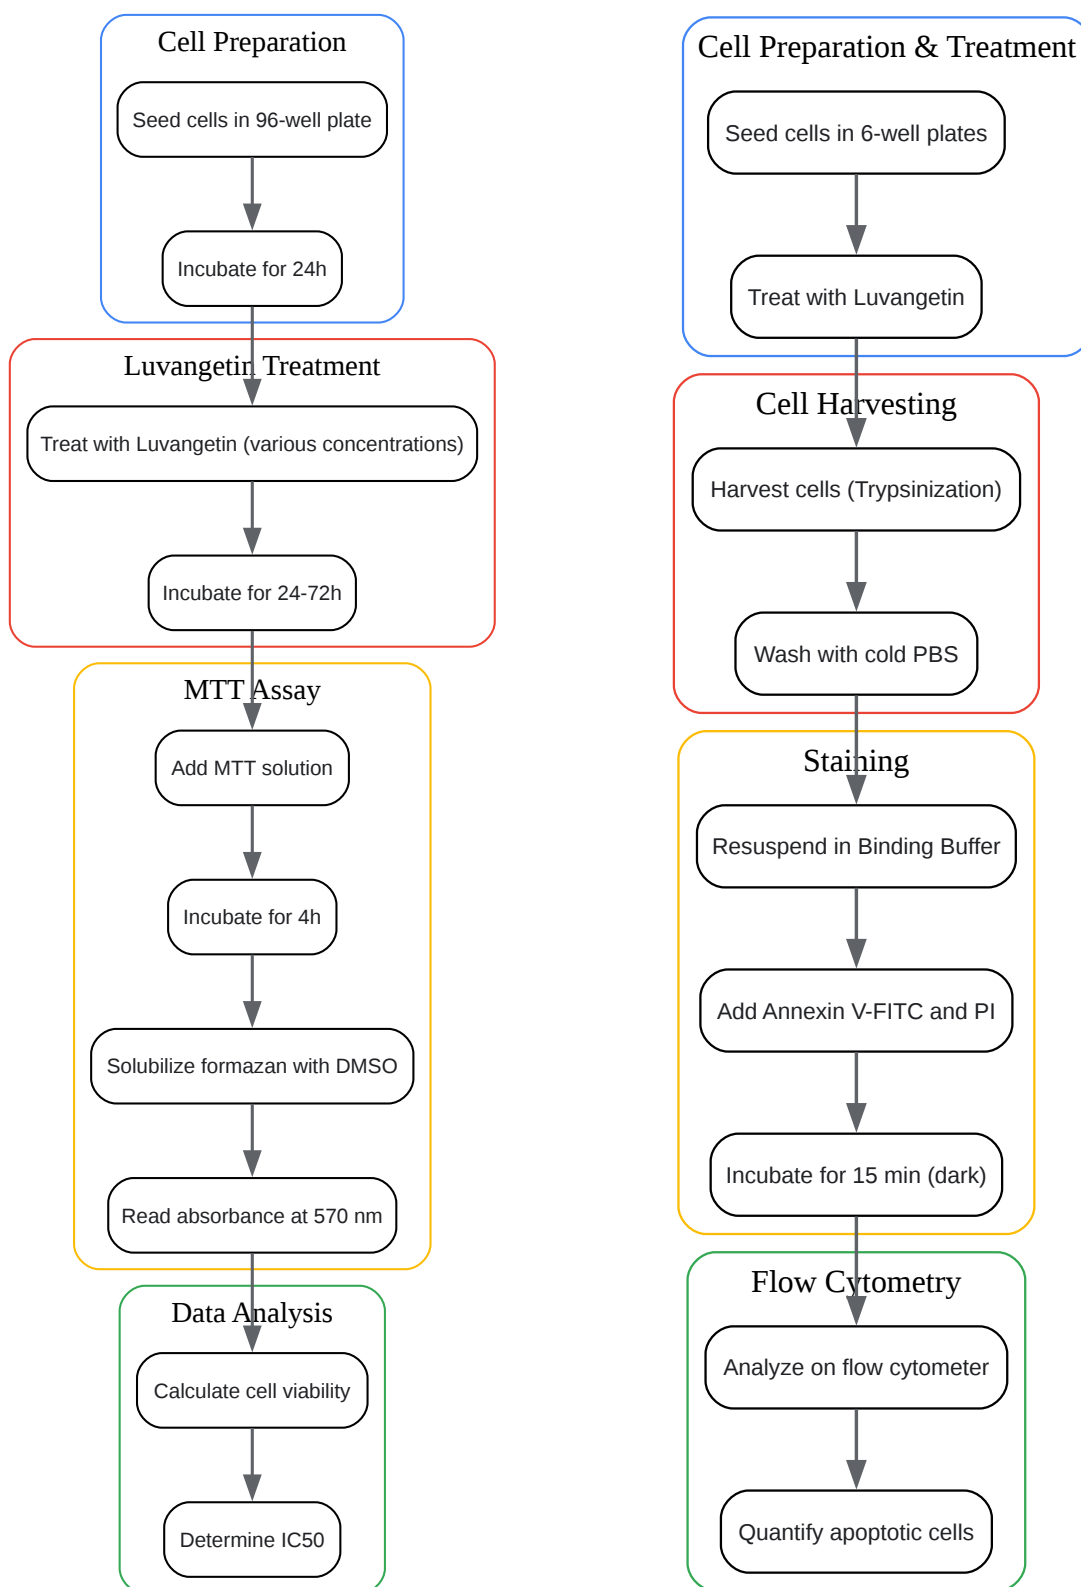 Cell Preparation
Seed cells in 96-well plate
Incubate for 24h
Luvangetin Treatment
Treat with Luvangetin (various concentrations)
Incubate for 24-72h
MTT Assay
Add MTT solution
Incubate for 4h
Solubilize formazan with DMSO
Read absorbance at 570 nm
Data Analysis
Calculate cell viability
Determine IC50
Cell Preparation & Treatment
Seed cells in 6-well plates
Treat with Luvangetin
Cell Harvesting
Harvest cells (Trypsinization)
Wash with cold PBS
Staining
Resuspend in Binding Buffer
Add Annexin V-FITC and PI
Incubate for 15 min (dark)
Flow Cytometry
Analyze on flow cytometer
Quantify apoptotic cells